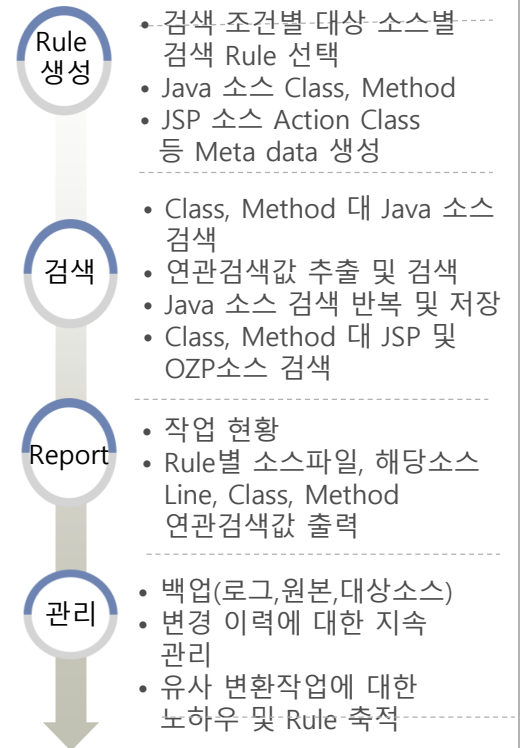 Rule
생성
• 검색 조건별 대상 소스별
검색 Rule 선택
• Java 소스 Class, Method
• JSP 소스 Action Class
등 Meta data 생성
검색
• Class, Method 대 Java 소스
검색
• 연관검색값 추출 및 검색
• Java 소스 검색 반복 및 저장
• Class, Method 대 JSP 및
OZP소스 검색
Report
• 작업 현황
• Rule별 소스파일, 해당소스
Line, Class, Method
연관검색값 출력
관리
• 백업(로그,원본,대상소스)
• 변경 이력에 대한 지속
관리
• 유사 변환작업에 대한
노하우 및 Rule 축적